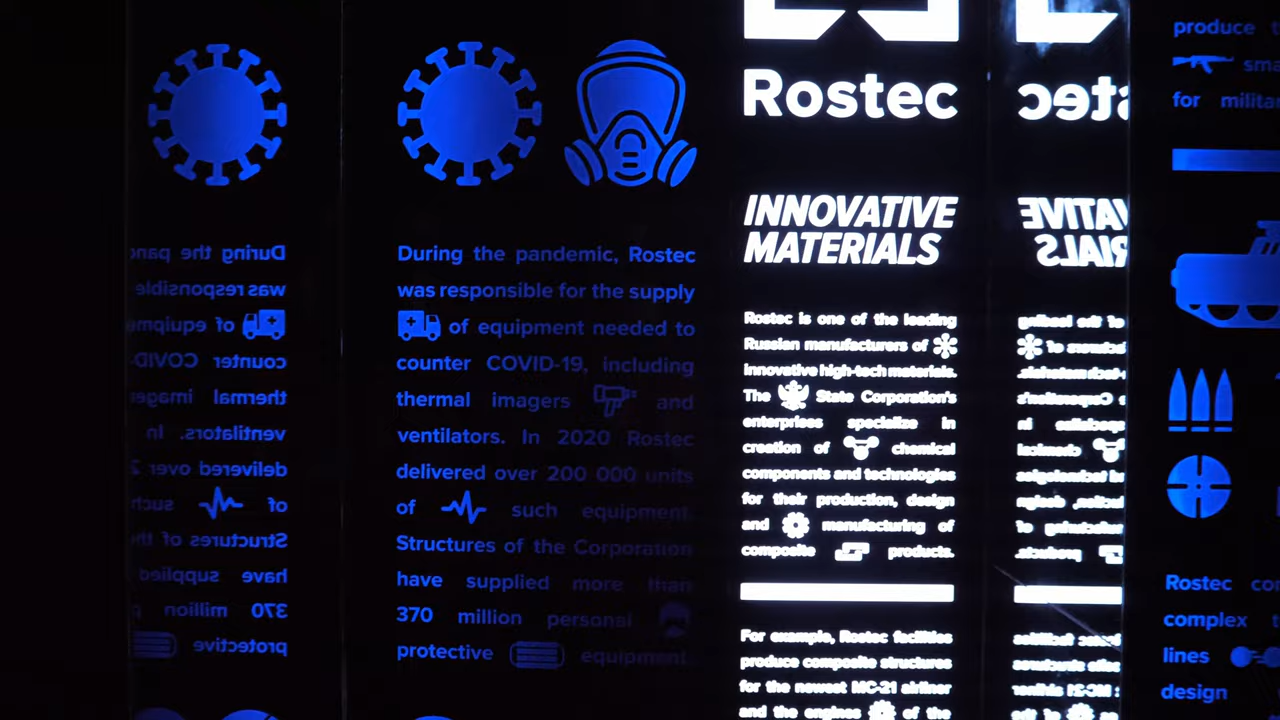 During the pandemic, Rostec
was responsible for the supply
of equipment needed to
counter COVID-19, including
thermal imagers and
ventilators. In 2020 Rostec
delivered over 200 000 units
of such equipment.
Structures of the Corporation
have supplied more than
370 million personal
protective equipment.
Rostec
INNOVATIVE
MATERIALS
Rostec is one of the leading
Russian manufacturers of
innovative high-tech materials.
The State Corporation's
enterprises specialize in
creation of chemical
components and technologies
for their production, design
and manufacturing of
composite products.
For example, Rostec facilities
produce composite structures
for the newest MC-21 airliner
and the engines of the
produce
for
Rostec
complex
lines
design